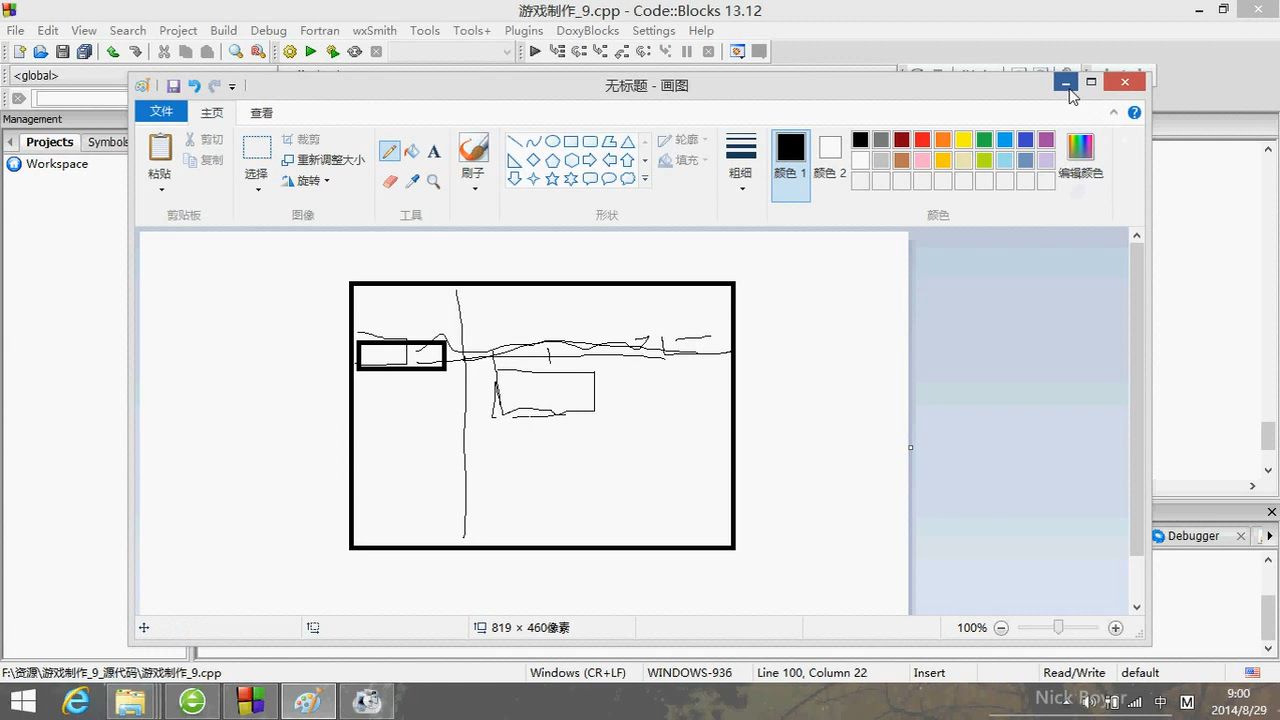 游戏制作_9.cpp - Code::Blocks 13.12
File Edit View Search Project Build Debug Fortran wxSmith Tools Tools+ Plugins DoxyBlocks Settings Help
<global>
无标题 - 画图
Management
文件 主页 查看
Projects Symbols
Workspace
粘贴 剪切 复制 选择 裁剪 重新调整大小 旋转 A 刷子 轮廓 填充 粗细 颜色 1 颜色 2 编辑颜色
剪贴板 图像 工具 形状 颜色
Debugger
819 × 460像素 100%
F:\资源\游戏制作_9_源代码\游戏制作_9.cpp Windows (CR+LF) WINDOWS-936 Line 100, Column 22 Insert Read/Write default
Nick Boyer
中 M 9:00
2014/8/29